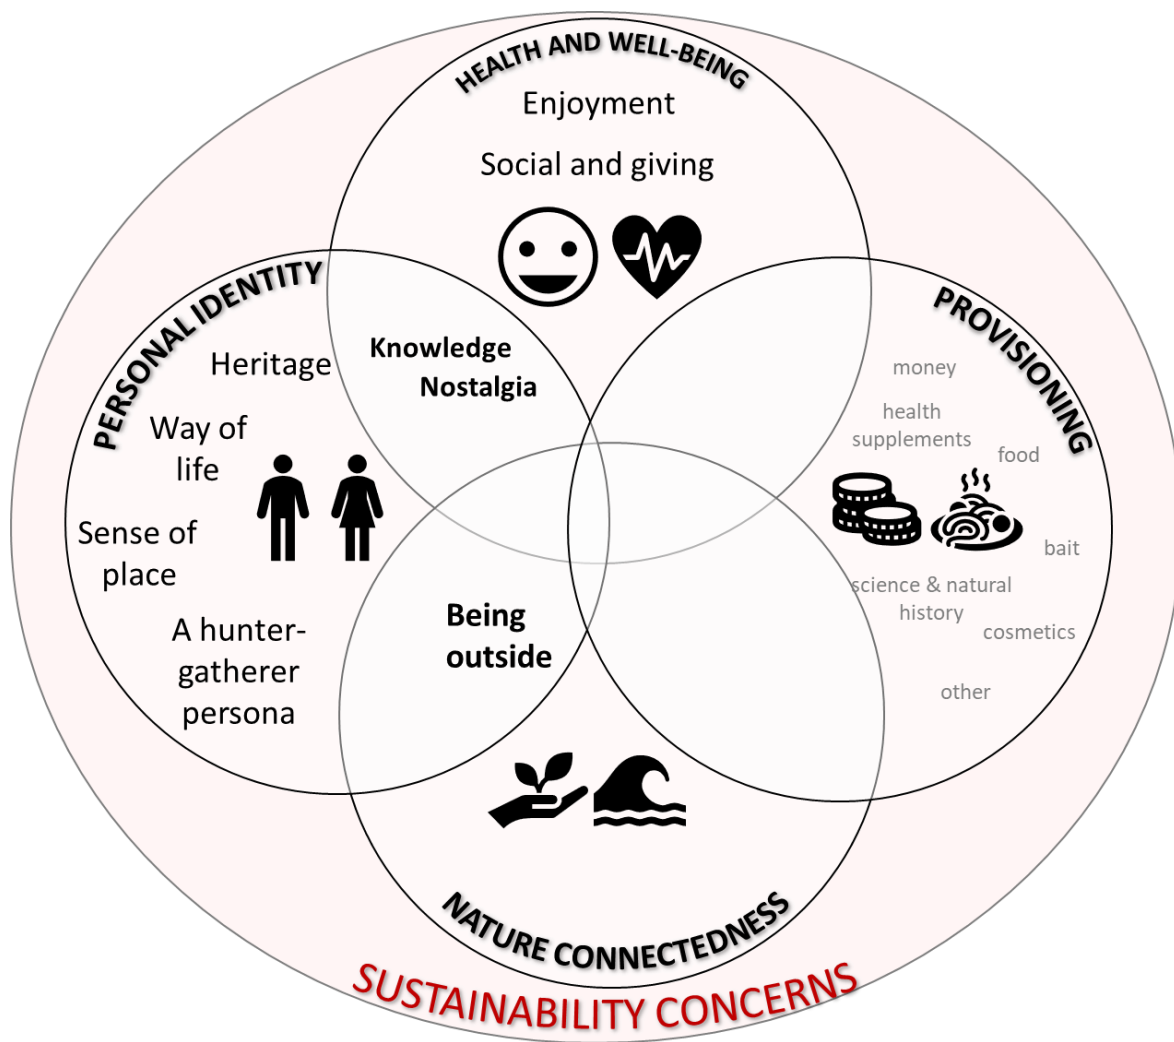 HEALTH AND WELL-BEING
Enjoyment
Social and giving
PERSONAL IDENTITY
Heritage
Way of
life
Sense of
place
A hunter-
gatherer
persona
Knowledge
Nostalgia
Being
outside
PROVISIONING
money
health
supplements
food
bait
science & natural
history
cosmetics
other
NATURE CONNECTEDNESS
SUSTAINABILITY CONCERNS